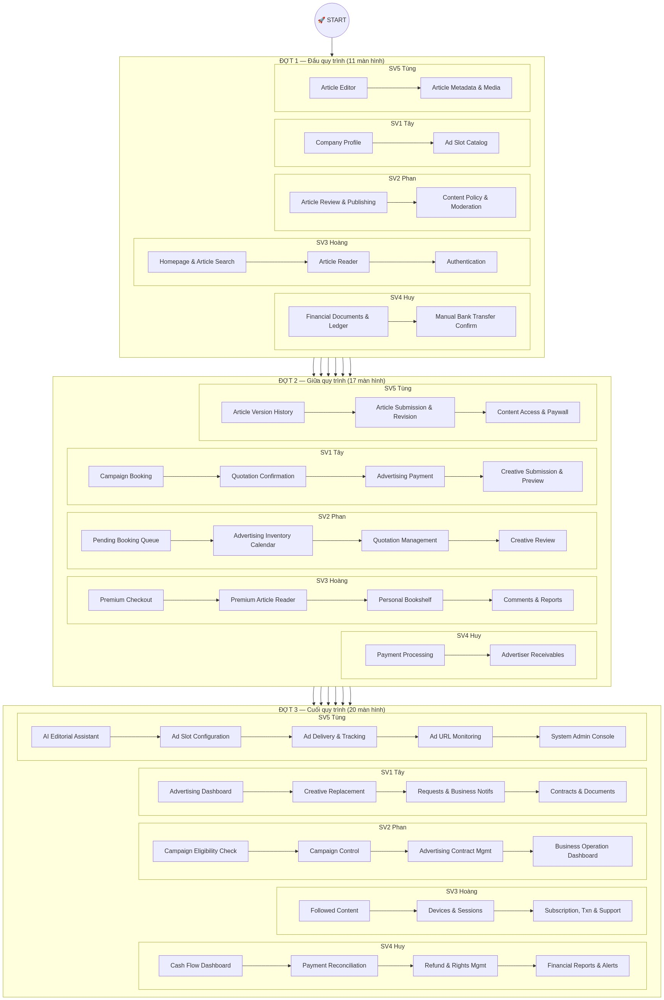 🚀 START
ĐỢT 1 — Đầu quy trình (11 màn hình)
SV5 Tùng
Article Editor
Article Metadata & Media
SV1 Tây
Company Profile
Ad Slot Catalog
SV2 Phan
Article Review & Publishing
Content Policy &
Moderation
SV3 Hoàng
Homepage & Article Search
Article Reader
Authentication
SV4 Huy
Financial Documents &
Ledger
Manual Bank Transfer
Confirm
ĐỢT 2 — Giữa quy trình (17 màn hình)
SV5 Tùng
Article Version History
Article Submission &
Revision
Content Access & Paywall
SV1 Tây
Campaign Booking
Quotation Confirmation
Advertising Payment
Creative Submission &
Preview
SV2 Phan
Pending Booking Queue
Advertising Inventory
Calendar
Quotation Management
Creative Review
SV3 Hoàng
Premium Checkout
Premium Article Reader
Personal Bookshelf
Comments & Reports
SV4 Huy
Payment Processing
Advertiser Receivables
ĐỢT 3 — Cuối quy trình (20 màn hình)
SV5 Tùng
AI Editorial Assistant
Ad Slot Configuration
Ad Delivery & Tracking
Ad URL Monitoring
System Admin Console
SV1 Tây
Advertising Dashboard
Creative Replacement
Requests & Business Notifs
Contracts & Documents
SV2 Phan
Campaign Eligibility Check
Campaign Control
Advertising Contract Mgmt
Business Operation
Dashboard
SV3 Hoàng
Followed Content
Devices & Sessions
Subscription, Txn & Support
SV4 Huy
Cash Flow Dashboard
Payment Reconciliation
Refund & Rights Mgmt
Financial Reports & Alerts